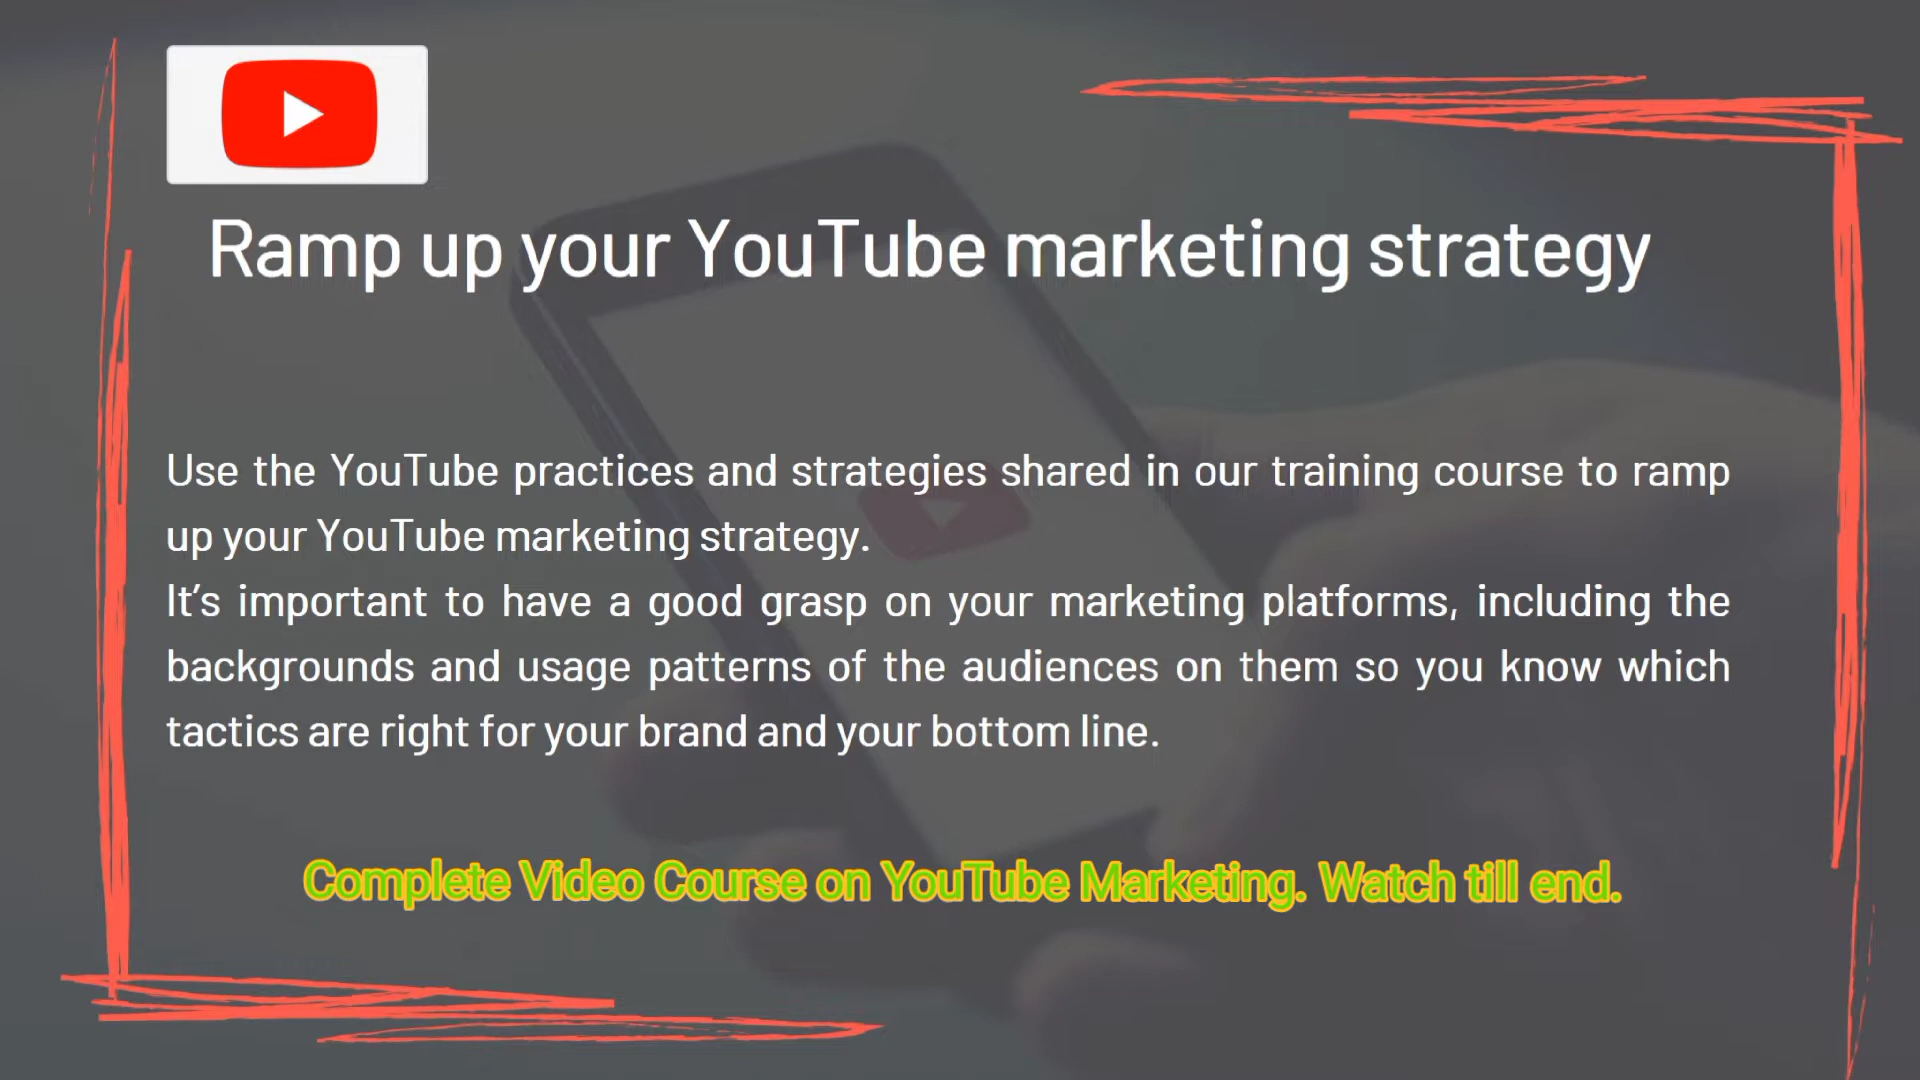 Ramp up your YouTube marketing strategy
Use the YouTube practices and strategies shared in our training course to ramp
up your YouTube marketing strategy.
It’s important to have a good grasp on your marketing platforms, including the
backgrounds and usage patterns of the audiences on them so you know which
tactics are right for your brand and your bottom line.
Complete Video Course on YouTube Marketing. Watch till end.